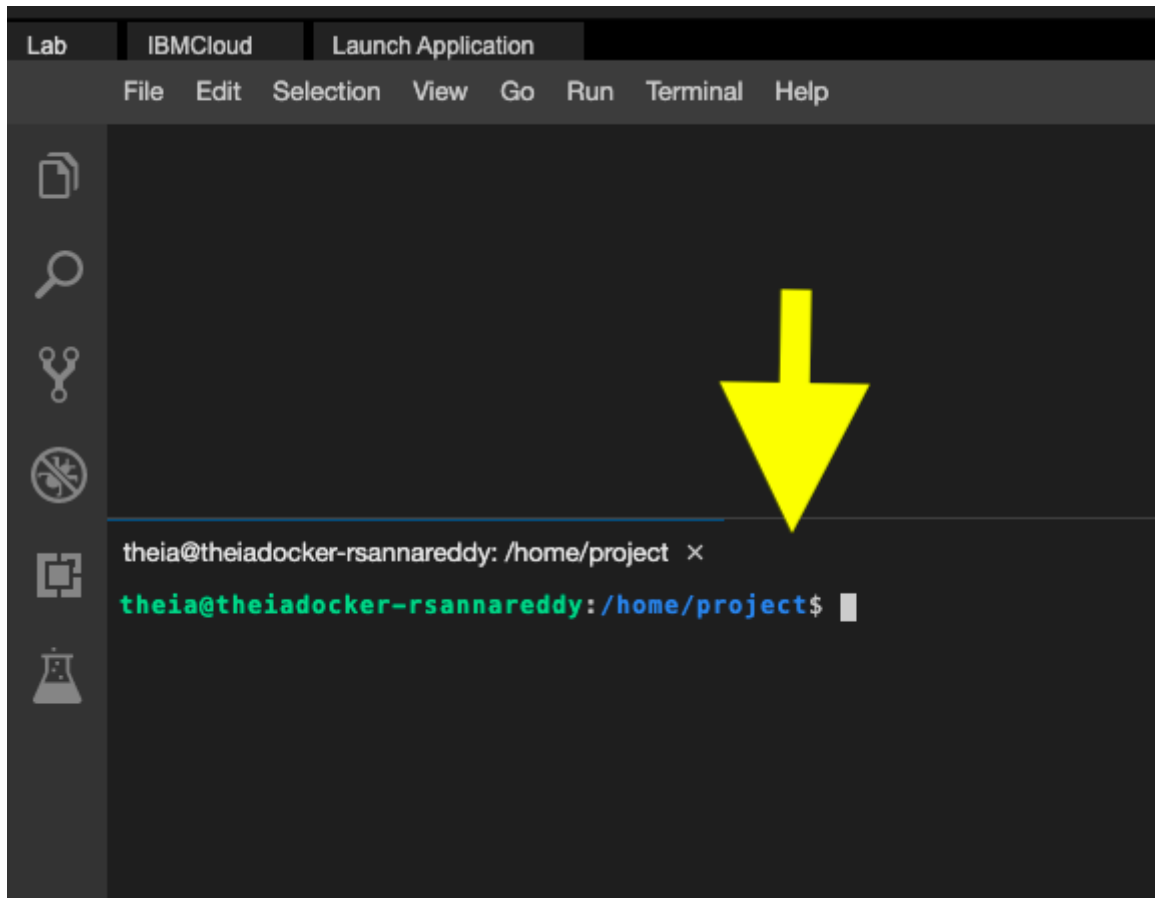 Lab IBMCloud Launch Application
File Edit Selection View Go Run Terminal Help
theia@theiadocker-rsannareddy: /home/project ×
theia@theiadocker-rsannareddy:/home/project$